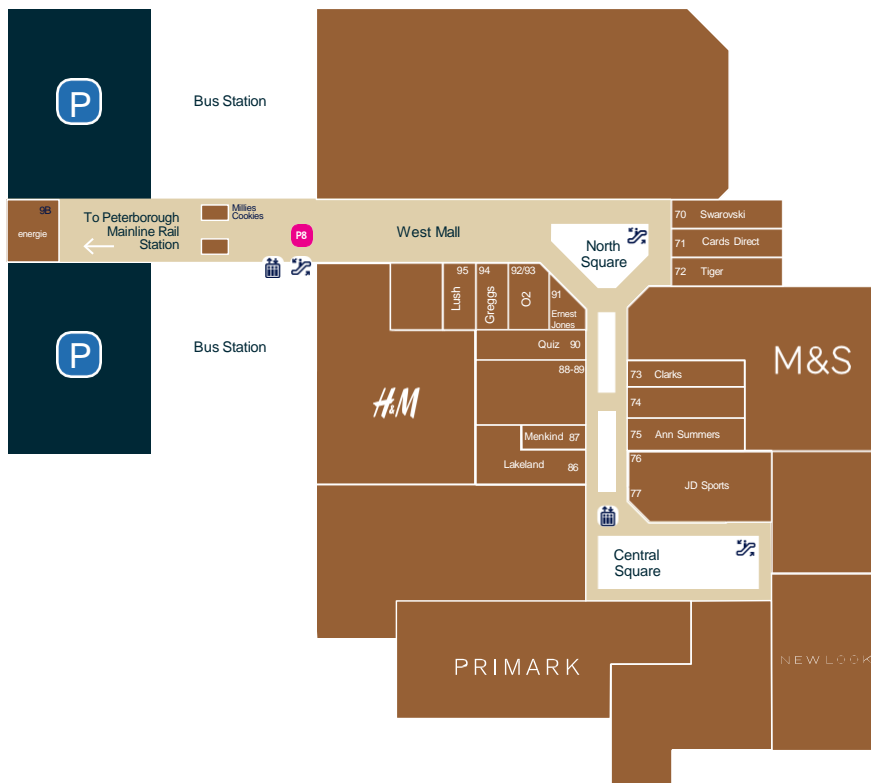 P
Bus Station
9B
energie
To Peterborough
Mainline Rail
Station
Millies
Cookies
P8
West Mall
North
Square
70 Swarovski
71 Cards Direct
72 Tiger
95
Lush
94
Greggs
92/93
O2
91
Ernest
Jones
P
Bus Station
Quiz 90
88-89
H&M
Menkind 87
Lakeland 86
M&S
73 Clarks
74
75 Ann Summers
76
77
JD Sports
Central
Square
PRIMARK
NEW LOOK